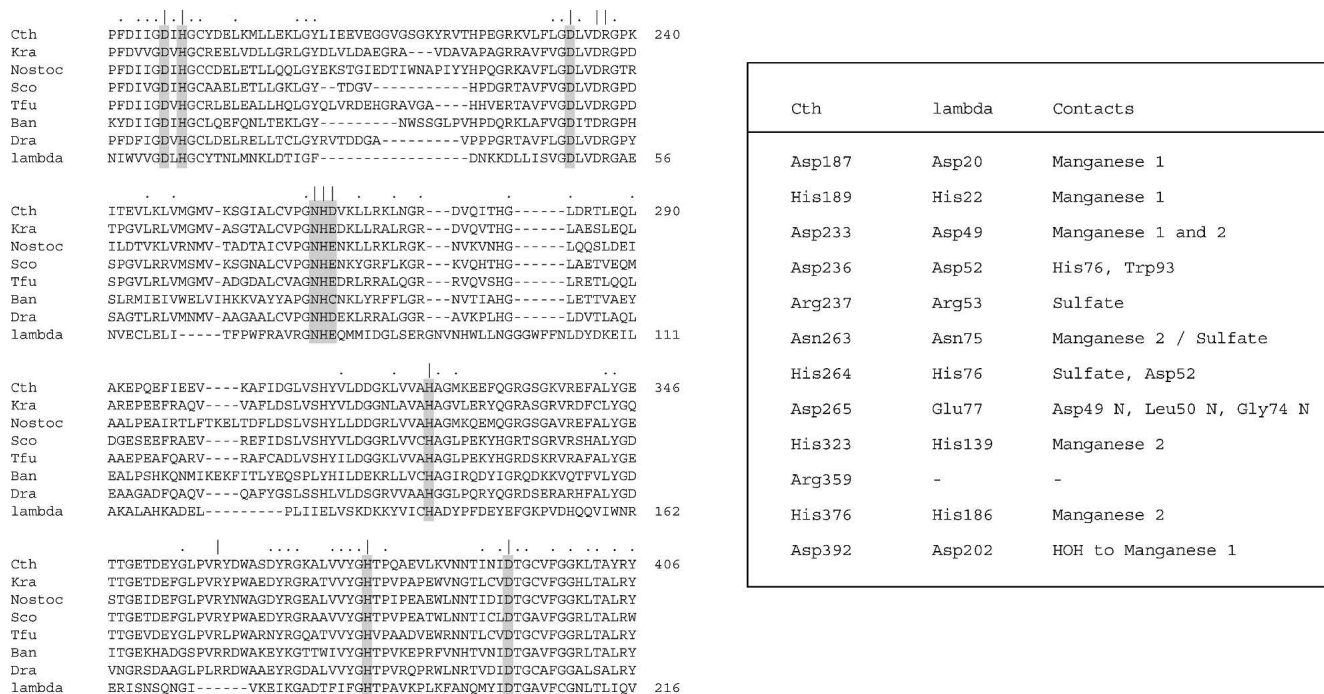 Cth PFDIIGDIHGCYDELKMLLEKLGYLIEEVEGGVGSGKYRVTHPEGRKVLFLGDLVDRGPK 240
Kra PFDVVGDVHGCREELVDLLGRLGYDLVLDAEGRA---VDAVAPAGRRAVFVGDLVDRGPD
Nostoc PFDIIGDIHGCCDELETLLQQLGYEKSTGIEDTIWNAPIYYHPQGRKAVFLGDLVDRGTR
Sco PFDIVGDIHGCAAELETLLGKLGY--TDGV-----------HPDGRTAVFVGDLVDRGPD
Tfu PFDIIGDVHGCRLELEALLHQLGYQLVRDEHGRAVGA----HHVERTAVFVGDLVDRGPD
Ban KYDIIGDIHGCLQEFQNLTEKLGY---------NWSSGLPVHPDQRKLAFVGDITDRGPH
Dra PFDFIGDVHGCLDELRELLTCLGYRVTDDGA------VPPPGRTAVFLGDLVDRGPY
lambda NIWVVGDLHGCYTNLMNKLDTIGF-----------------DNKKDLLISVGDLVDRGAE 56
Cth ITEVLKLVMGMV-KSGIALCVPGNHDVKLLRKLNGR---DVQITHG------LDRTLEQL 290
Kra TPGVLRLVMGMV-ASGTALCVPGNHEDKLLRALRGR---DVQVTHG------LAESLEQL
Nostoc ILDTVKLVRNMV-TADTAICVPGNHENKLLRKLRGK---NVKVNHG------LQQSLDEI
Sco SPGVLRRVMSMV-KSGNALCVPGNHENKYGRFLKGR---KVQHTHG------LAETVEQM
Tfu SPGVLRLVMGMV-ADGDALCVPGNHEDRLLRALQGR---RVQVSHG------LRETLQQL
Ban SLRMIEIVWELVIHKKVAYYAPGNHCNKLYRFFLGR---NVTIAHG------LETTVAEY
Dra SAGTLRLVMNMV-AAGAALCVPGNHDEKLRRALGGR---AVKPLHG------LDVTLAQL
lambda NVECLELI-----TFPWFRAVRGNHEQMMIDGLSERGNVNHWLLNGGGWFFNLDYDKEIL 111
Cth AKEPQEFIEEV----KAFIDGLVSHYVLDDGKLVVAHAGMKEEFQGRGSGKVREFALYGE 346
Kra AREPEEFRAQV----VAFLDSLVSHYVLDGGNLAVAHAGVLERYQGRASGRVRDFCLYGQ
Nostoc AALPEAIRTLFTKELTDFLDSLVSHYLLDGGRLVVAHAGMKQEMQGRGSGAVREFALYGE
Sco DGESEEFRAEV----REFIDSLVSHYVLDGGRLVVCHAGLPEKYHGRTSGRVRSHALYGD
Tfu AAEPEAFQARV----RAFCADLVSHYILDGGKLVVCHAGLPEKYHGRDSKRVRAFALYGE
Ban EALPSHKQNMIKEKFITLYEQSPLYHILDEKRLLVCHAGIRQDYIGRQDKKVQTFVLYGD
Dra EAAGADFQAQV----QAFYGSLSSHLVLDSGRVVAAHGGLPQRYQGRDSERARHFALYGD
lambda AKALAHKADEL---------PLIIELVSKDKKYVICHADYPFDEYEFGKPVDHQQVIWNR 162
Cth TTGETDEYGLPVRYDWASDYRGKALVVYGHTPQAEVLKVNNTINIDTGCVFGGKLTAYRY 406
Kra TTGETDEFGLPVRYPWAEDYRGRATVVYGHTPVPAPEWVNGTLCVDTGCVFGGHLTALRY
Nostoc STGEIDEFGLPVRYNWAGDYRGEALVVYGHTPIPEAEWLNNTIDIDTGCVFGGKLTALRY
Sco TTGETDEFGLPVRYPWAEDYRGRAAVVYGHTPVPEATWLNNTICLDTGAVFGGRLTALRW
Tfu TTGEVDEYGLPVRLPWARNYRGQATVVYGHVPAADVEWRNNTLCVDTGCVFGGRLTALRY
Ban ITGEKHADGSPVRRDWAKEYKGTTWIVYGHTPVKEPRFVNHTVNIDTGAVFGGRLTALRY
Dra VNGRSDAAGLPLRRDWAAEYRGDALVVYGHTPVRQPRWLNRTVDIDTGCAFGGALSALRY
lambda ERISNSQNGI------VKEIKGADTFIFGHTPAVKPLKFANQMYIDTGAVFCGNLTLIQV 216
Cth lambda Contacts
Asp187 Asp20 Manganese 1
His189 His22 Manganese 1
Asp233 Asp49 Manganese 1 and 2
Asp236 Asp52 His76, Trp93
Arg237 Arg53 Sulfate
Asn263 Asn75 Manganese 2 / Sulfate
His264 His76 Sulfate, Asp52
Asp265 Glu77 Asp49 N, Leu50 N, Gly74 N
His323 His139 Manganese 2
Arg359 - -
His376 His186 Manganese 2
Asp392 Asp202 HOH to Manganese 1